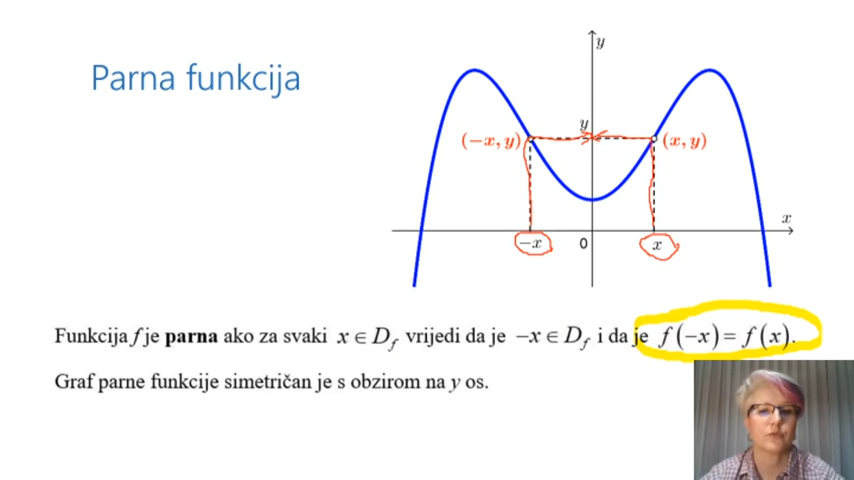 Parna funkcija
y
y
(−x, y)
(x, y)
x
−x
0
x
Funkcija f je parna ako za svaki x ∈ D_f vrijedi da je −x ∈ D_f i da je f(−x) = f(x).
Graf parne funkcije simetričan je s obzirom na y os.